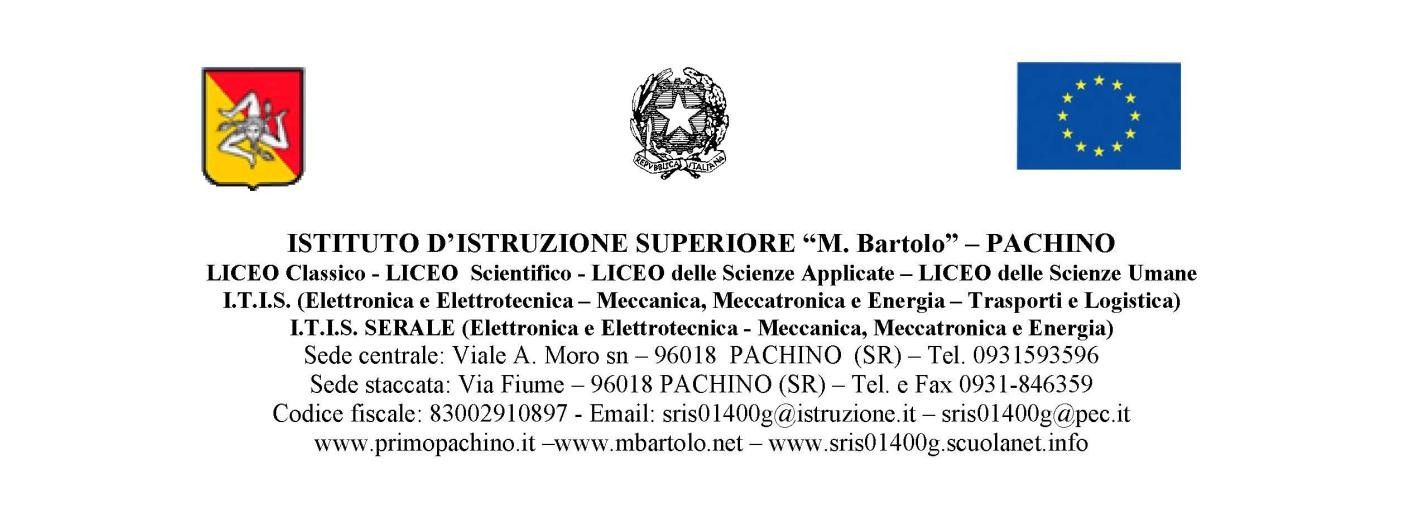 REPVBBLICA ITALIANA
ISTITUTO D’ISTRUZIONE SUPERIORE “M. Bartolo” – PACHINO
LICEO Classico - LICEO Scientifico - LICEO delle Scienze Applicate – LICEO delle Scienze Umane
I.T.I.S. (Elettronica e Elettrotecnica – Meccanica, Meccatronica e Energia – Trasporti e Logistica)
I.T.I.S. SERALE (Elettronica e Elettrotecnica - Meccanica, Meccatronica e Energia)
Sede centrale: Viale A. Moro sn – 96018 PACHINO (SR) – Tel. 0931593596
Sede staccata: Via Fiume – 96018 PACHINO (SR) – Tel. e Fax 0931-846359
Codice fiscale: 83002910897 - Email: sris01400g@istruzione.it – sris01400g@pec.it
www.primopachino.it –www.mbartolo.net – www.sris01400g.scuolanet.info